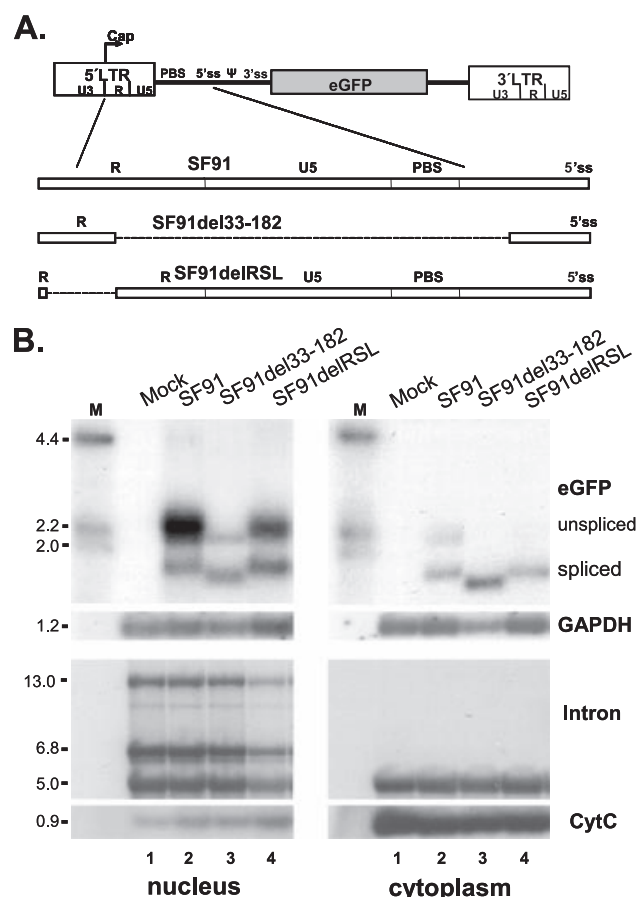 A.
Cap
5´LTR
U3 R U5
PBS 5'ss Ψ 3'ss
eGFP
3´LTR
U3 R U5
R SF91 U5 PBS 5'ss
R SF91del33-182 5'ss
R R SF91delRSL U5 PBS 5'ss
B.
M Mock SF91 SF91del33-182 SF91delRSL
M Mock SF91 SF91del33-182 SF91delRSL
4.4
eGFP
2.2 unspliced
2.0
spliced
1.2 GAPDH
13.0
Intron
6.8
5.0
0.9 CytC
1 2 3 4 1 2 3 4
nucleus cytoplasm